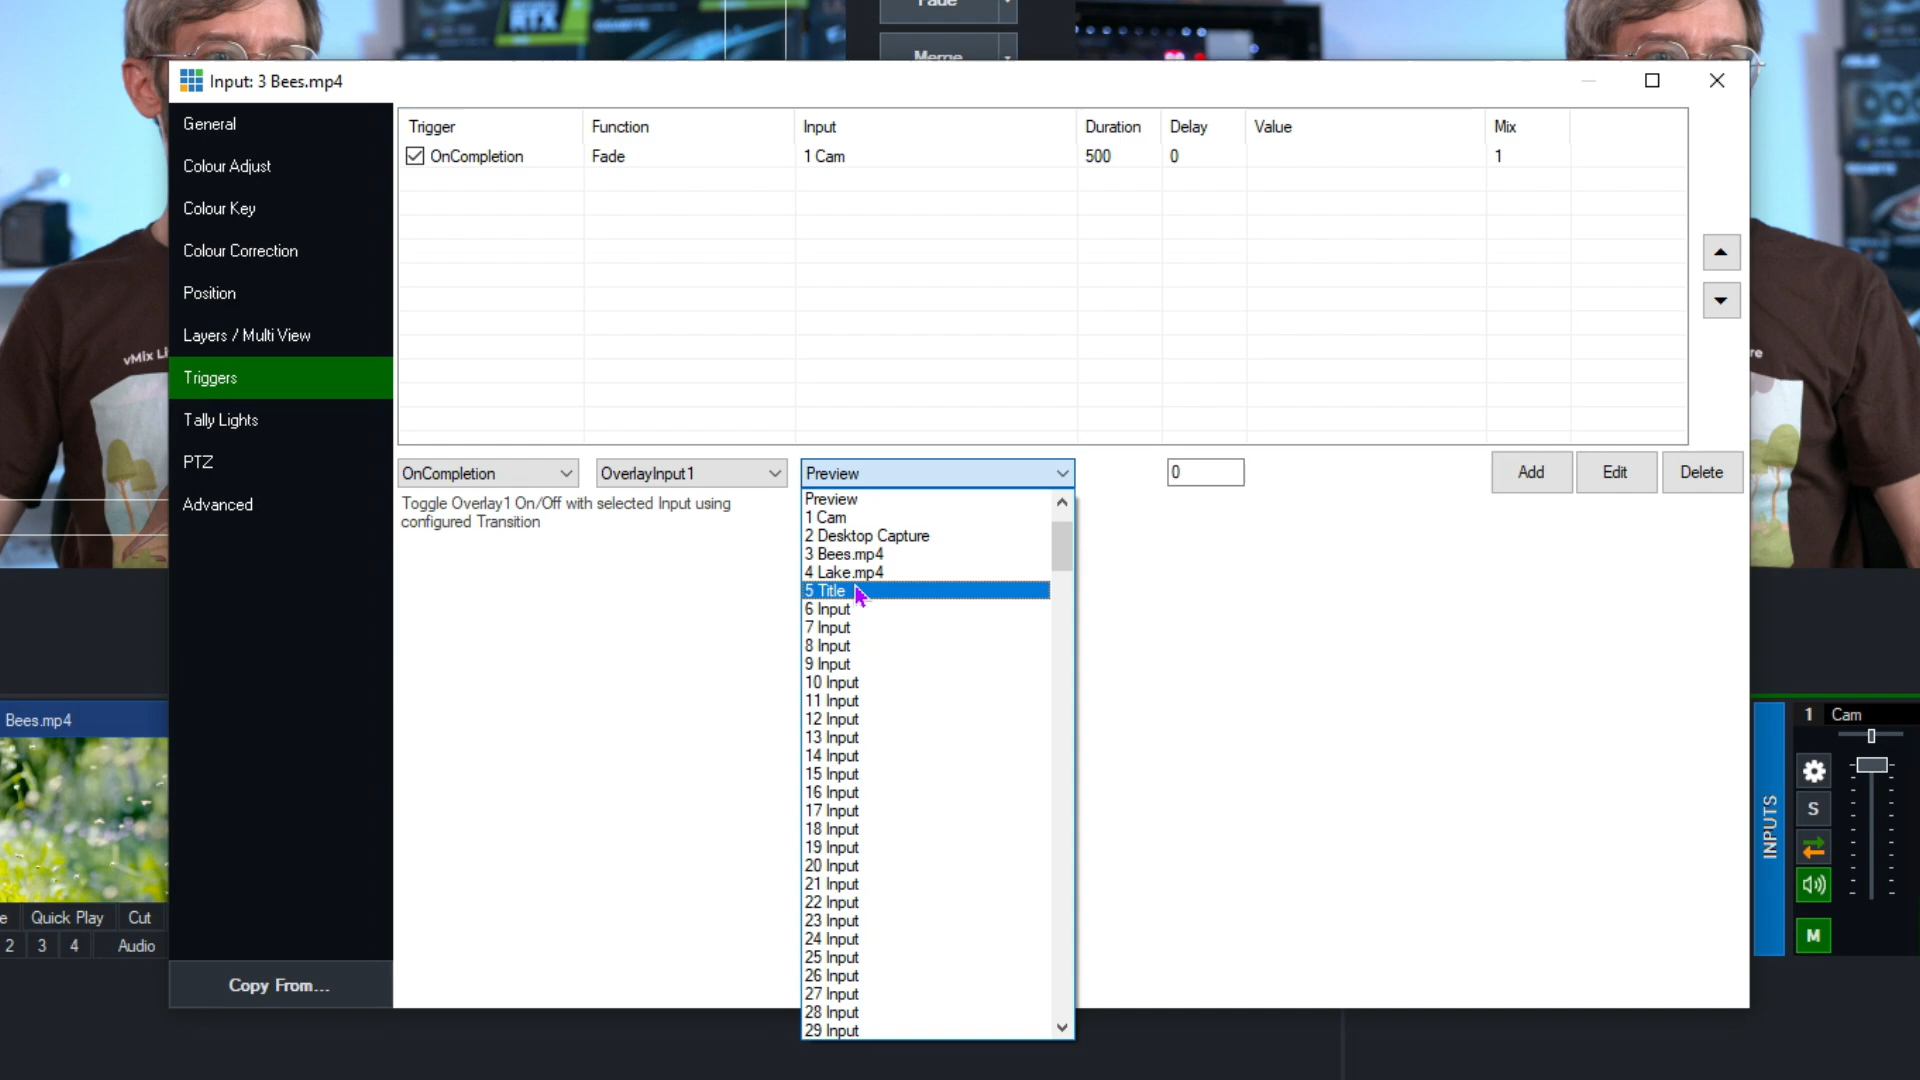 RTX
Fade
Merge
Input: 3 Bees.mp4
General
Colour Adjust
Colour Key
Colour Correction
Position
Layers / Multi View
Triggers
Tally Lights
PTZ
Advanced
Copy From...
Trigger Function Input Duration Delay Value Mix
OnCompletion Fade 1 Cam 500 0 1
OnCompletion OverlayInput1 Preview 0 Add Edit Delete
Toggle Overlay1 On/Off with selected Input using
configured Transition
Preview
1 Cam
2 Desktop Capture
3 Bees.mp4
4 Lake.mp4
5 Title
6 Input
7 Input
8 Input
9 Input
10 Input
11 Input
12 Input
13 Input
14 Input
15 Input
16 Input
17 Input
18 Input
19 Input
20 Input
21 Input
22 Input
23 Input
24 Input
25 Input
26 Input
27 Input
28 Input
29 Input
vMix Li
re
Bees.mp4
e Quick Play Cut
2 3 4 Audio
INPUTS
1 Cam
S
M